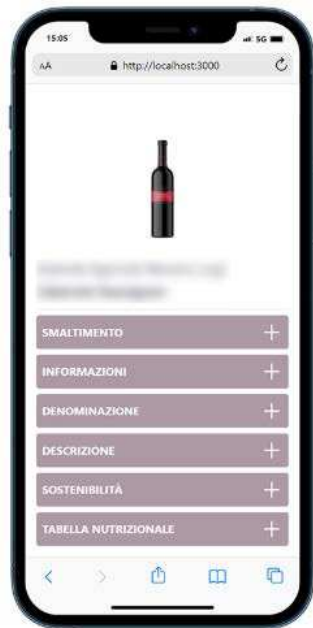 15:05
5G
AA
http://localhost:3000
SMALTIMENTO
INFORMAZIONI
DENOMINAZIONE
DESCRIZIONE
SOSTENIBILITÀ
TABELLA NUTRIZIONALE